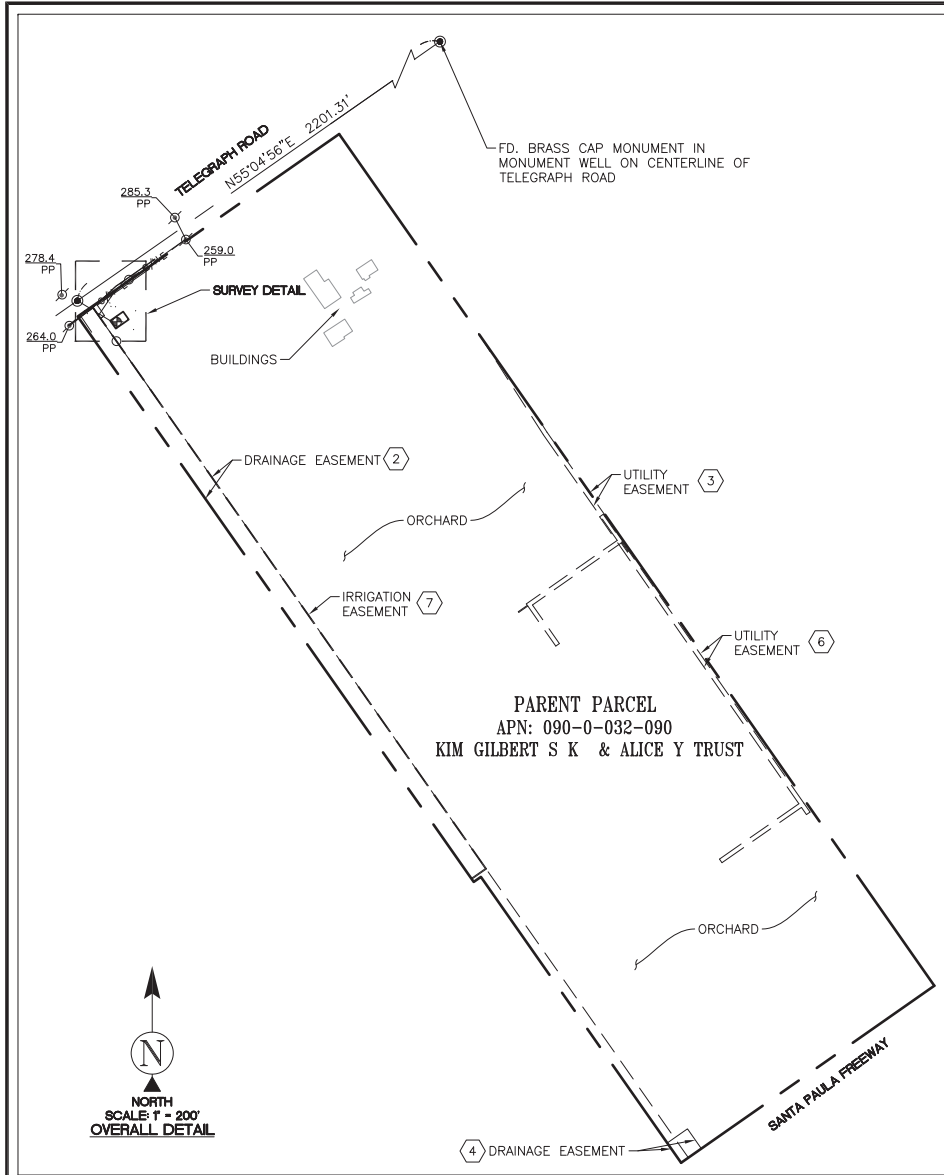 FD. BRASS CAP MONUMENT IN
MONUMENT WELL ON CENTERLINE OF
TELEGRAPH ROAD
TELEGRAPH ROAD
N55°04'56"E 2201.31'
285.3
PP
259.0
PP
278.4
PP
SURVEY DETAIL
264.0
PP
BUILDINGS
DRAINAGE EASEMENT 2
UTILITY
EASEMENT 3
ORCHARD
IRRIGATION
EASEMENT 7
UTILITY
EASEMENT 6
PARENT PARCEL
APN: 090-0-032-090
KIM GILBERT S K & ALICE Y TRUST
ORCHARD
N
NORTH
SCALE: 1" = 200'
OVERALL DETAIL
SANTA PAULA FREEWAY
4 DRAINAGE EASEMENT